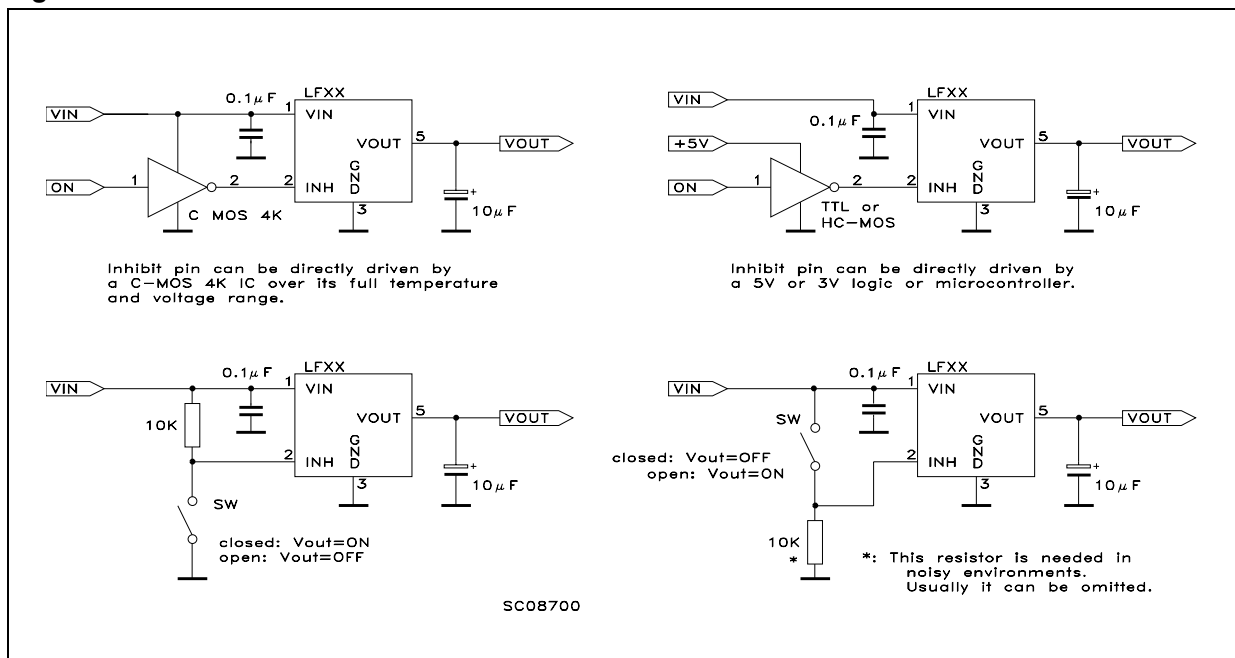 LFXX
VIN
0.1µF
1
VIN
VOUT
5
VOUT
GND
ON
1
2
2
INH
3
C MOS 4K
+
10µF
Inhibit pin can be directly driven by
a C-MOS 4K IC over its full temperature
and voltage range.
LFXX
VIN
0.1µF
1
VIN
+5V
VOUT
5
VOUT
GND
ON
1
2
2
INH
3
TTL or
HC-MOS
+
10µF
Inhibit pin can be directly driven by
a 5V or 3V logic or microcontroller.
LFXX
VIN
0.1µF
1
VIN
10K
VOUT
5
VOUT
GND
2
INH
3
+
10µF
SW
closed: Vout=ON
open: Vout=OFF
LFXX
VIN
0.1µF
1
VIN
SW
VOUT
5
VOUT
GND
closed: Vout=OFF
open: Vout=ON
2
INH
3
+
10µF
10K
*
*: This resistor is needed in
noisy environments.
Usually it can be omitted.
SC08700